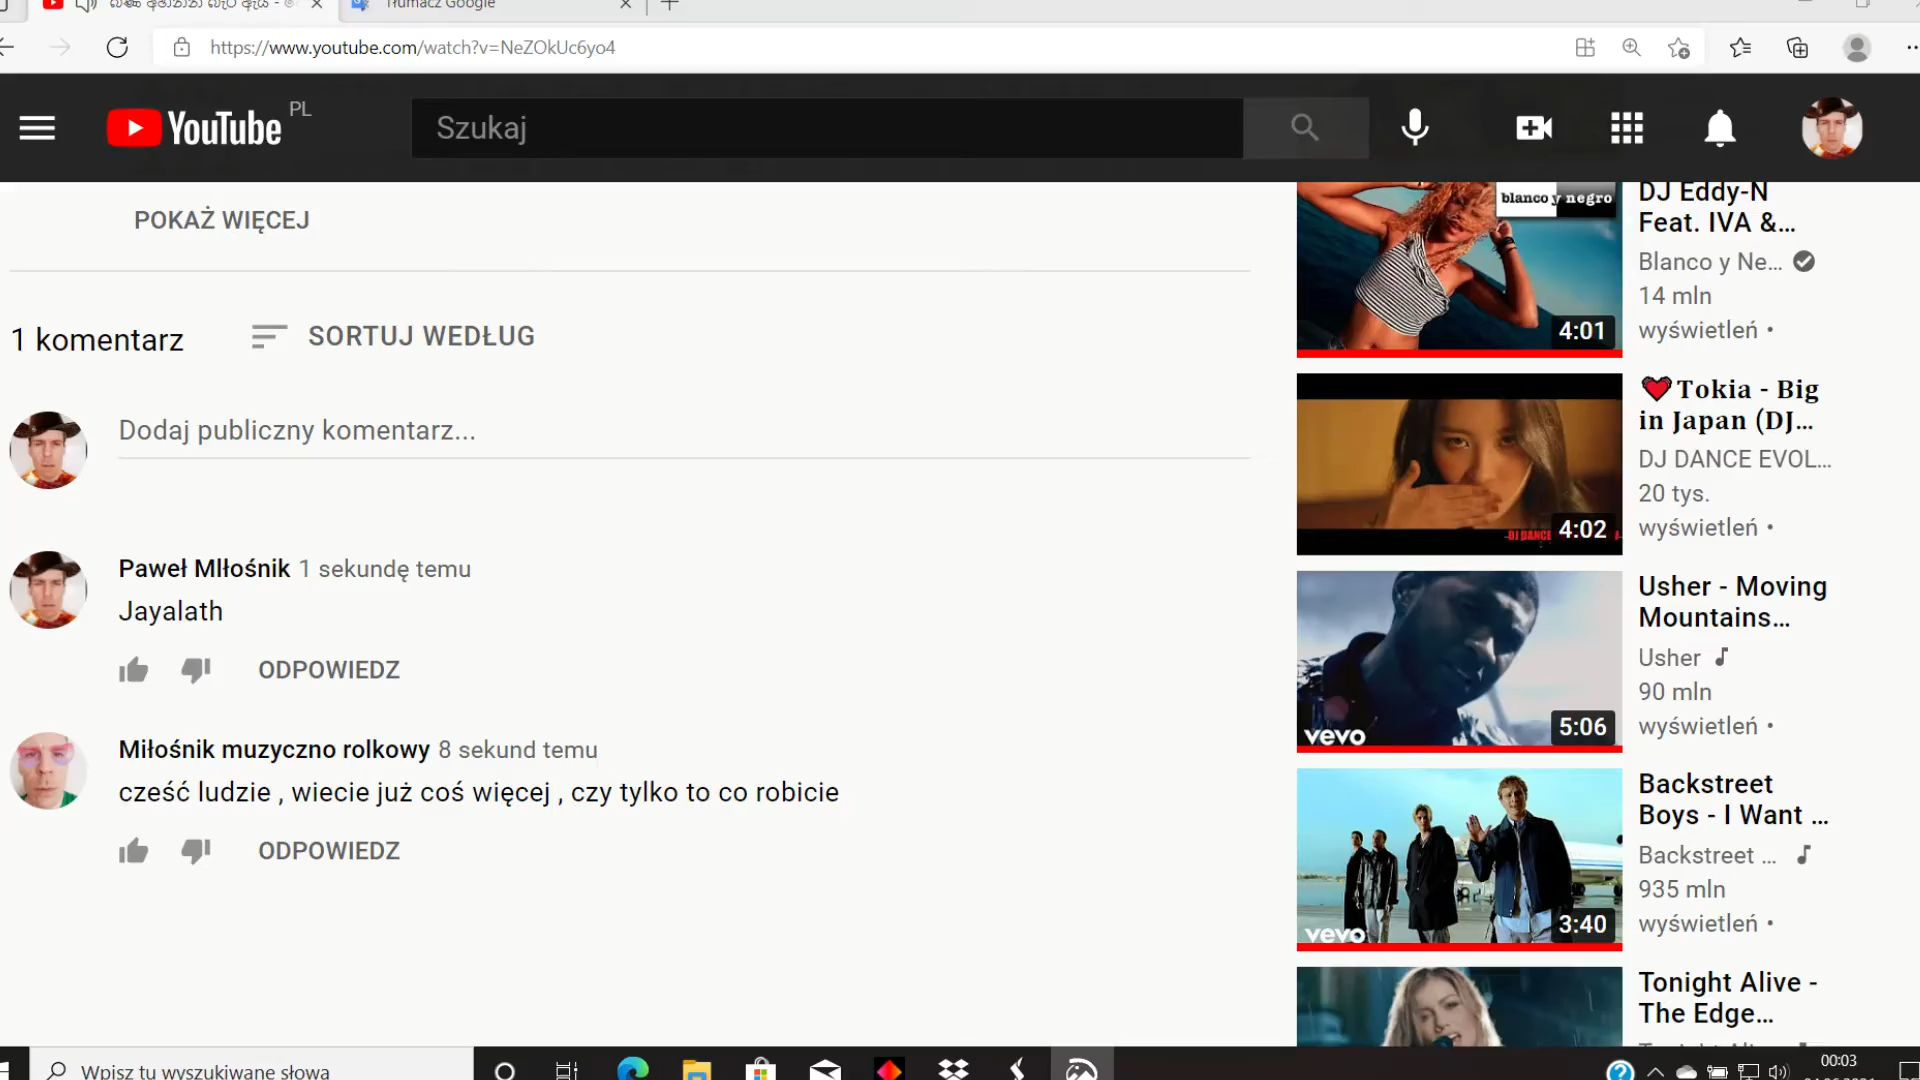 Tłumacz Google
https://www.youtube.com/watch?v=NeZOkUc6yo4
YouTube PL
Szukaj
POKAŻ WIĘCEJ
1 komentarz
SORTUJ WEDŁUG
Dodaj publiczny komentarz...
Paweł MIłośnik 1 sekundę temu
Jayalath
ODPOWIEDZ
Miłośnik muzyczno rolkowy 8 sekund temu
cześć ludzie , wiecie już coś więcej , czy tylko to co robicie
ODPOWIEDZ
blanco y negro
4:01
DJ Eddy-N
Feat. IVA &...
Blanco y Ne...
14 mln
wyświetleń •
4:02
❤️Tokia - Big
in Japan (DJ...
DJ DANCE EVOL...
20 tys.
wyświetleń •
vevo
5:06
Usher - Moving
Mountains...
Usher
90 mln
wyświetleń •
vevo
3:40
Backstreet
Boys - I Want ...
Backstreet ...
935 mln
wyświetleń •
Tonight Alive -
The Edge...
Wpisz tu wyszukiwane słowa
00:03